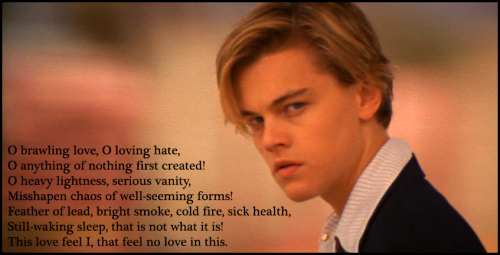 O brawling love, O loving hate,
O anything of nothing first created!
O heavy lightness, serious vanity,
Misshapen chaos of well-seeming forms!
Feather of lead, bright smoke, cold fire, sick health,
Still-waking sleep, that is not what it is!
This love feel I, that feel no love in this.